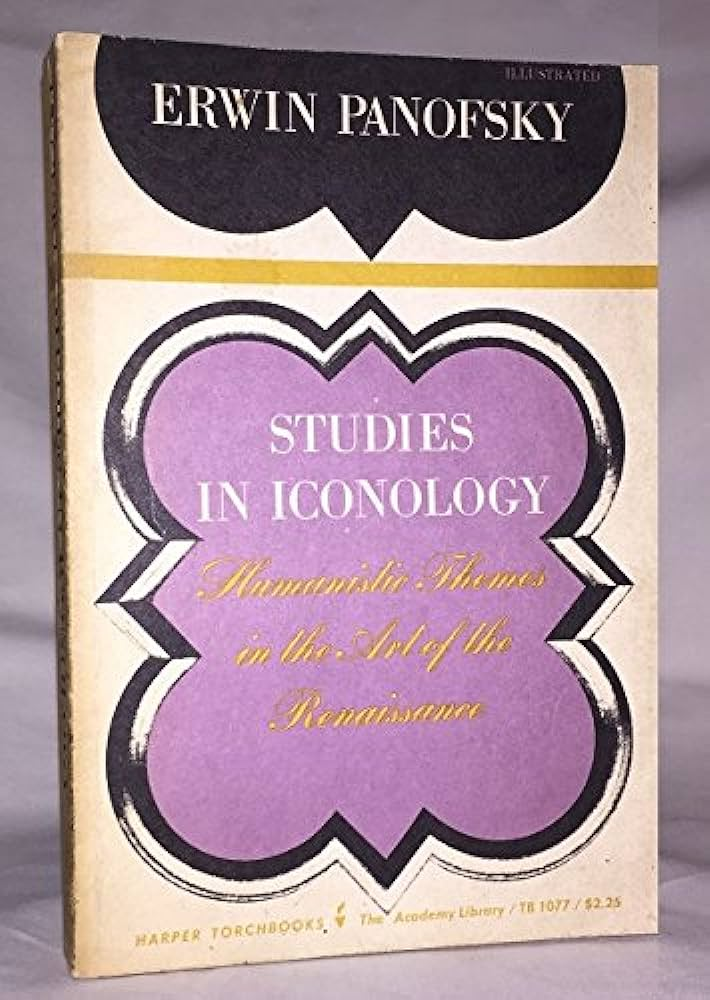 ILLUSTRATED
ERWIN PANOFSKY
STUDIES
IN ICONOLOGY
Humanistic Themes
in the Art of the
Renaissance
HARPER TORCHBOOKS The Academy Library / TB 1077 / $2.25